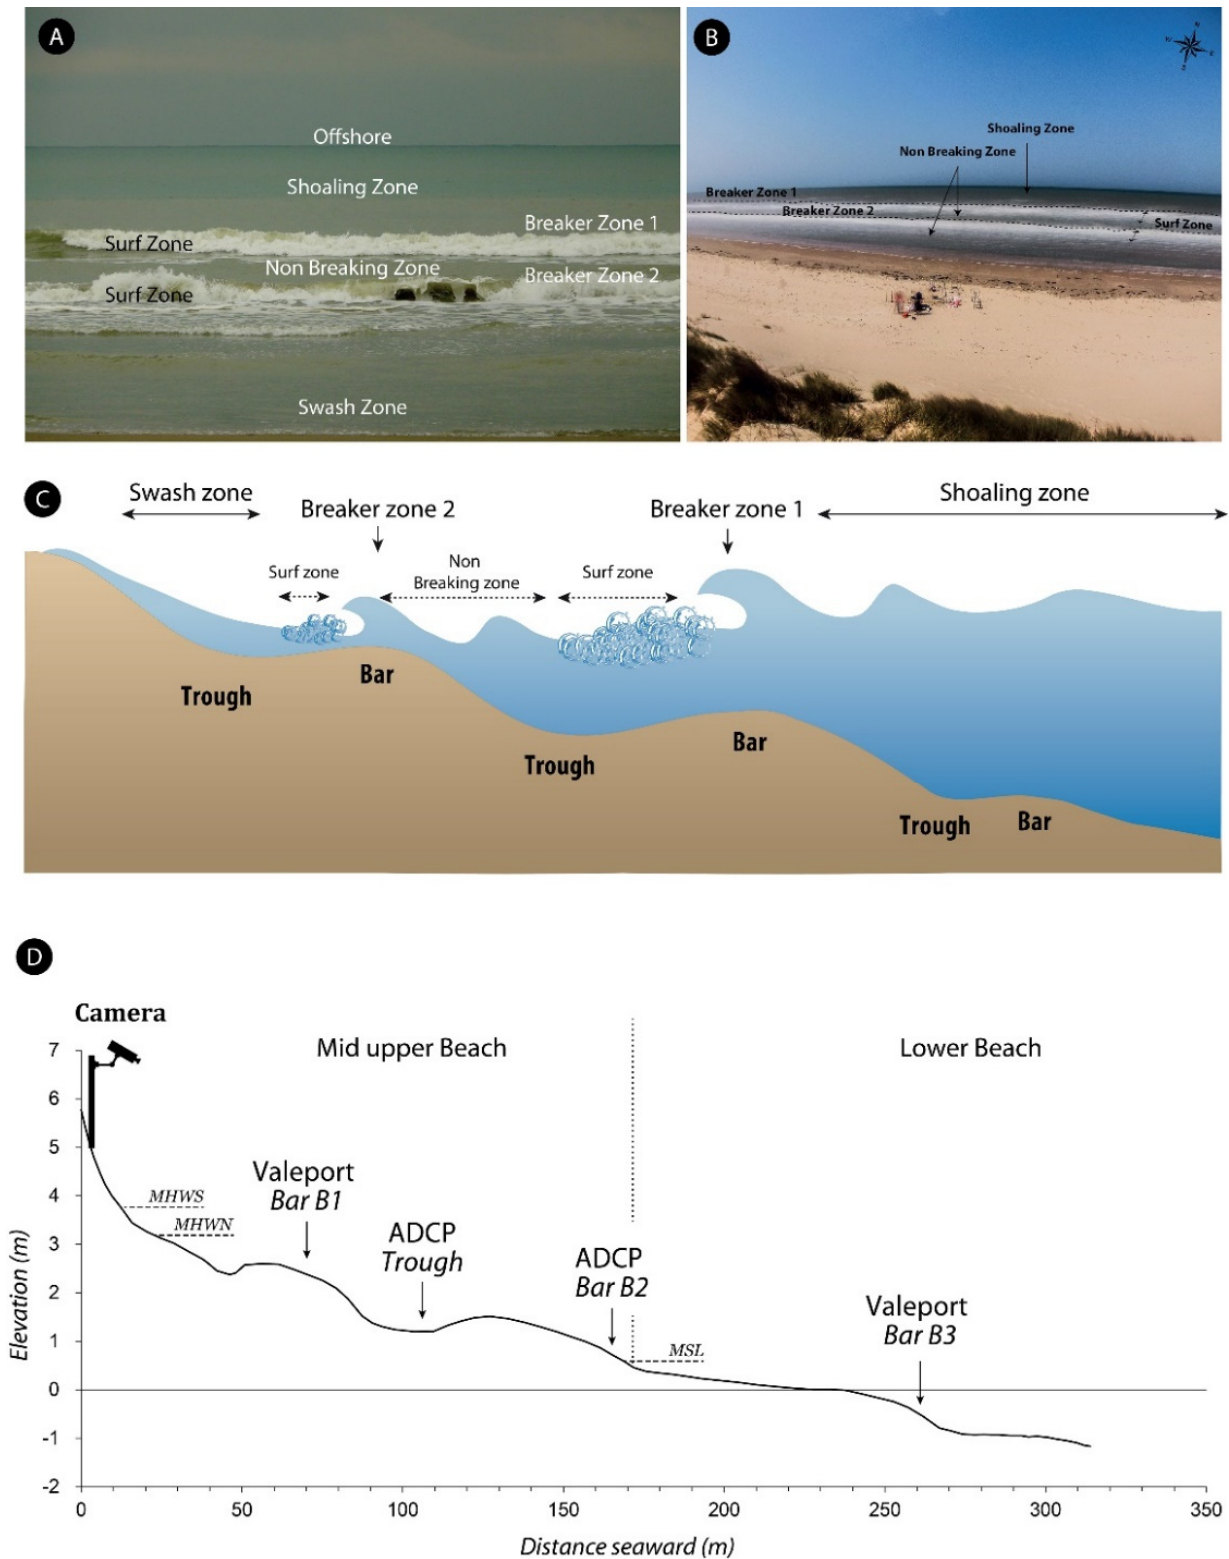 A
Offshore
Shoaling Zone
Breaker Zone 1
Surf Zone
Non Breaking Zone
Breaker Zone 2
Surf Zone
Swash Zone
B
N
W
E
S
Shoaling Zone
Non Breaking Zone
Breaker Zone 1
Breaker Zone 2
Surf Zone
C
Swash zone
Breaker zone 2
Breaker zone 1
Shoaling zone
Surf zone
Non
Breaking zone
Surf zone
Trough
Bar
Trough
Bar
Trough
Bar
D
Camera
Mid upper Beach
Lower Beach
Valeport
Bar B1
ADCP
Trough
ADCP
Bar B2
Valeport
Bar B3
MHWS
MHWN
MSL
Elevation (m)
7
6
5
4
3
2
1
0
-1
-2
0 50 100 150 200 250 300 350
Distance seaward (m)